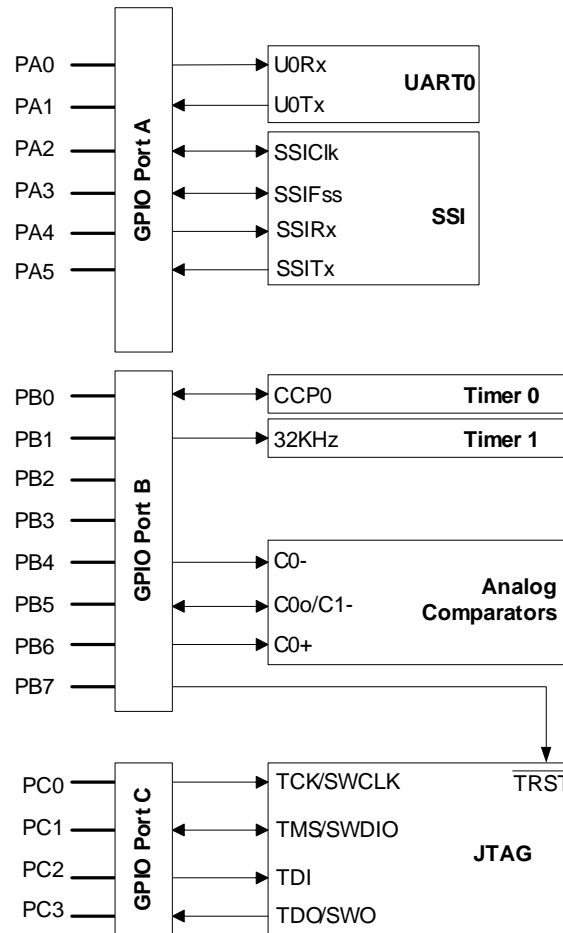 PA0
U0Rx
UART0
PA1
U0Tx
PA2
SSIClk
PA3
SSIFss
SSI
PA4
SSIRx
PA5
SSITx
GPIO Port A
PB0
CCP0
Timer 0
PB1
32KHz
Timer 1
PB2
PB3
GPIO Port B
PB4
C0-
Analog
Comparators
PB5
C0o/C1-
PB6
C0+
PB7
PC0
TCK/SWCLK
TRST
PC1
TMS/SWDIO
JTAG
PC2
TDI
PC3
TDO/SWO
GPIO Port C